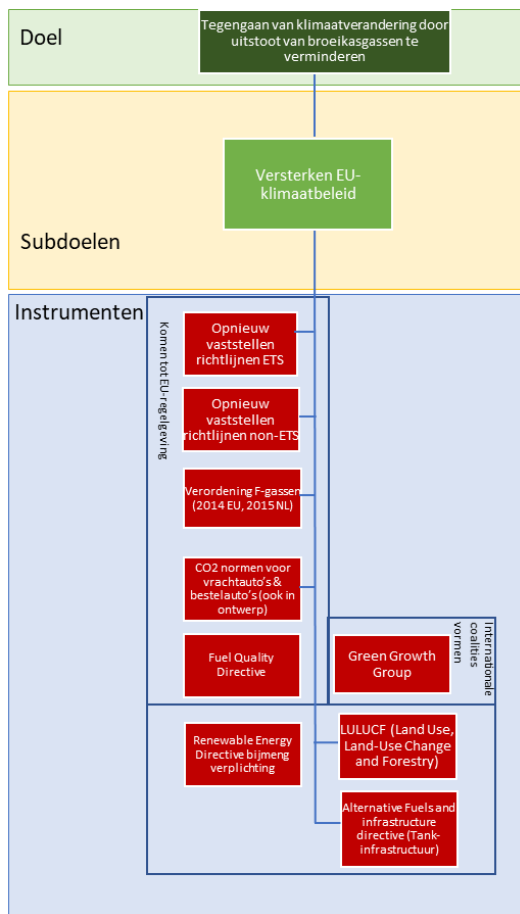 Doel
Tegengaan van klimaatverandering door
uitstoot van broeikasgassen te
verminderen
Versterken EU-
klimaatbeleid
Subdoelen
Instrumenten
Komen tot EU-regelgeving
Opnieuw
vaststellen
richtlijnen ETS
Opnieuw
vaststellen
richtlijnen non-ETS
Verordening F-gassen
(2014 EU, 2015 NL)
CO2 normen voor
vrachtauto's &
bestelauto's (ook in
ontwerp)
Fuel Quality
Directive
Internationale
coalities
vormen
Green Growth
Group
Renewable Energy
Directive bijmeng
verplichting
LULUCF (Land Use,
Land-Use Change
and Forestry)
Alternative Fuels and
infrastructure
directive (Tank-
infrastructuur)